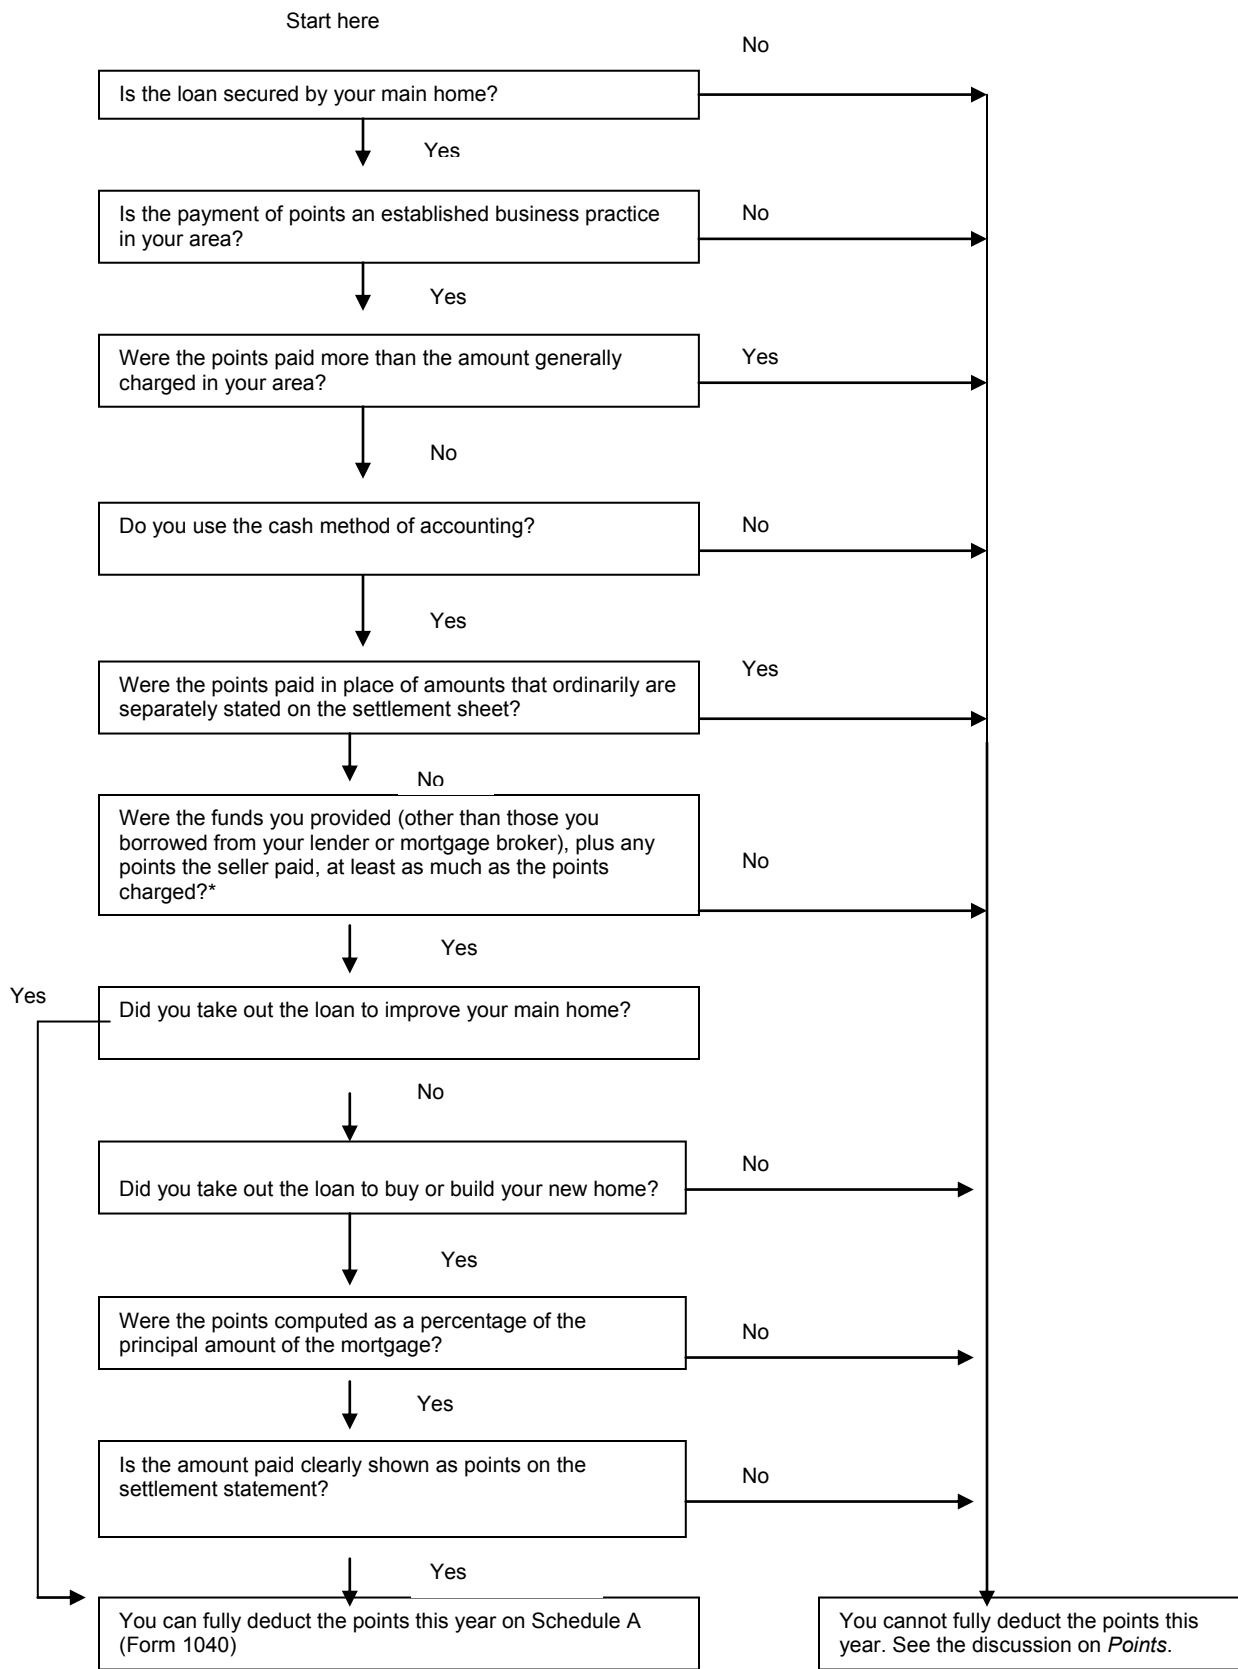 Start here
No
Is the loan secured by your main home?
Yes
Is the payment of points an established business practice
in your area?
No
Yes
Were the points paid more than the amount generally
charged in your area?
Yes
No
Do you use the cash method of accounting?
No
Yes
Were the points paid in place of amounts that ordinarily are
separately stated on the settlement sheet?
Yes
No
Were the funds you provided (other than those you
borrowed from your lender or mortgage broker), plus any
points the seller paid, at least as much as the points
charged?*
No
Yes
Yes
Did you take out the loan to improve your main home?
No
Did you take out the loan to buy or build your new home?
No
Yes
Were the points computed as a percentage of the
principal amount of the mortgage?
No
Yes
Is the amount paid clearly shown as points on the
settlement statement?
No
Yes
You can fully deduct the points this year on Schedule A
(Form 1040)
You cannot fully deduct the points this
year. See the discussion on Points.